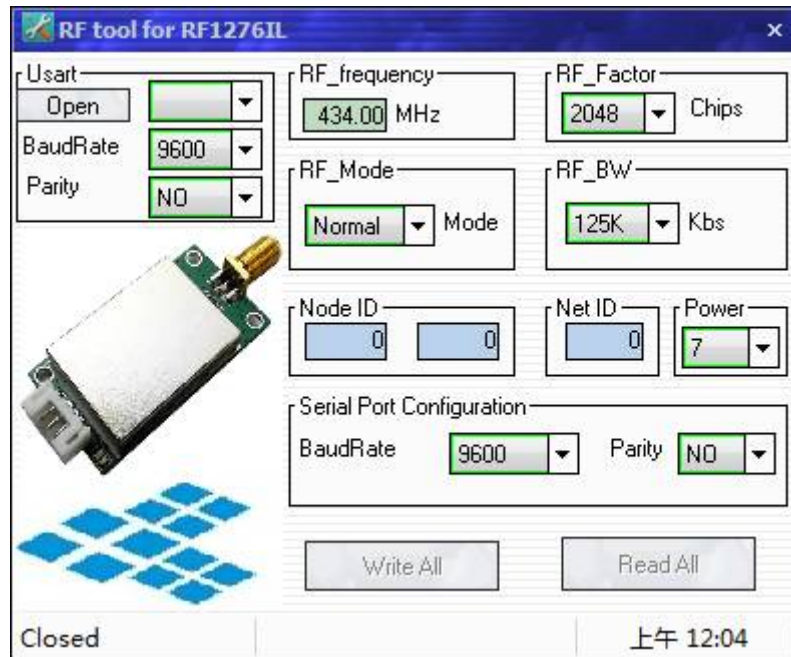 RF tool for RF1276IL
Usart
Open
BaudRate 9600
Parity NO
RF_frequency
434.00 MHz
RF_Factor
2048 Chips
RF_Mode
Normal Mode
RF_BW
125K Kbs
Node ID
0 0
Net ID
0
Power
7
Serial Port Configuration
BaudRate 9600 Parity NO
Write All Read All
Closed 上午 12:04